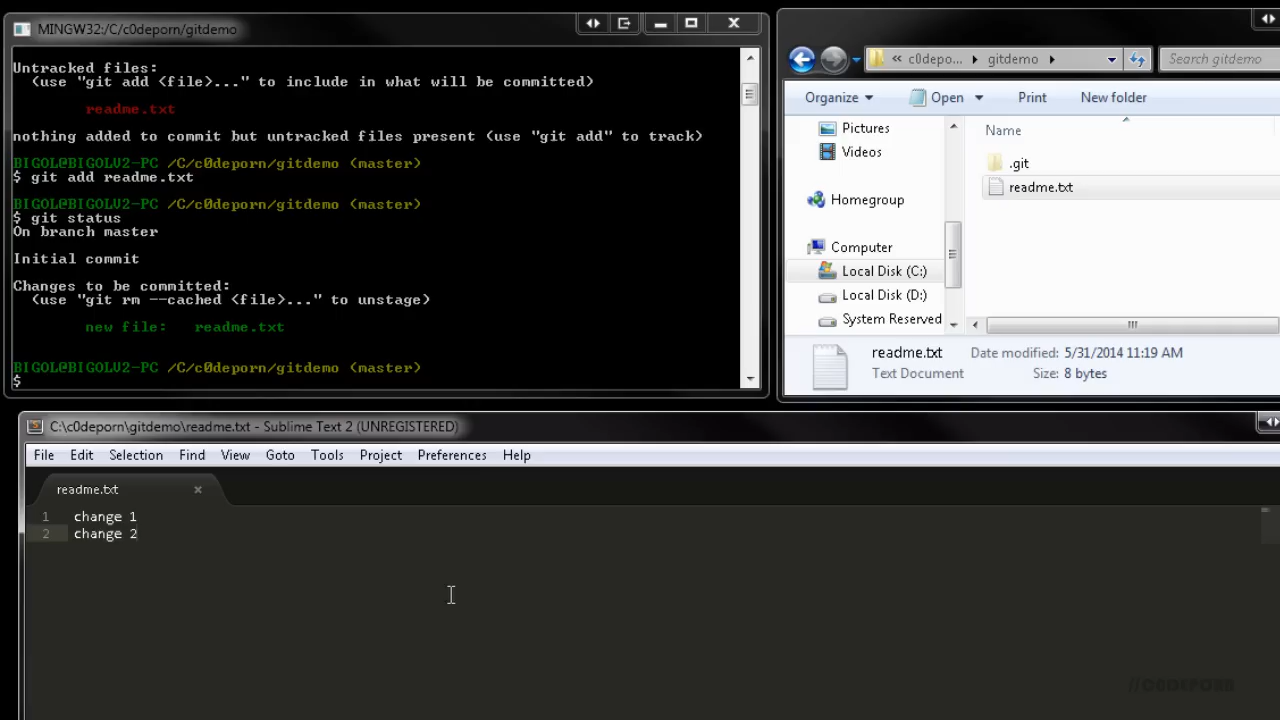 MINGW32:/C/c0deporn/gitdemo
Untracked files:
(use "git add <file>..." to include in what will be committed)
readme.txt
nothing added to commit but untracked files present (use "git add" to track)
BIGOL@BIGOLV2-PC /C/c0deporn/gitdemo (master)
$ git add readme.txt
BIGOL@BIGOLV2-PC /C/c0deporn/gitdemo (master)
$ git status
On branch master
Initial commit
Changes to be committed:
(use "git rm --cached <file>..." to unstage)
new file: readme.txt
BIGOL@BIGOLV2-PC /C/c0deporn/gitdemo (master)
$
« c0depo... gitdemo Search gitdemo
Organize Open Print New folder
Pictures
Videos
Homegroup
Computer
Local Disk (C:)
Local Disk (D:)
System Reserved
Name
.git
readme.txt
readme.txt Date modified: 5/31/2014 11:19 AM
Text Document Size: 8 bytes
C:\c0deporn\gitdemo\readme.txt - Sublime Text 2 (UNREGISTERED)
File Edit Selection Find View Goto Tools Project Preferences Help
readme.txt
1 change 1
2 change 2
//C0DEPORN